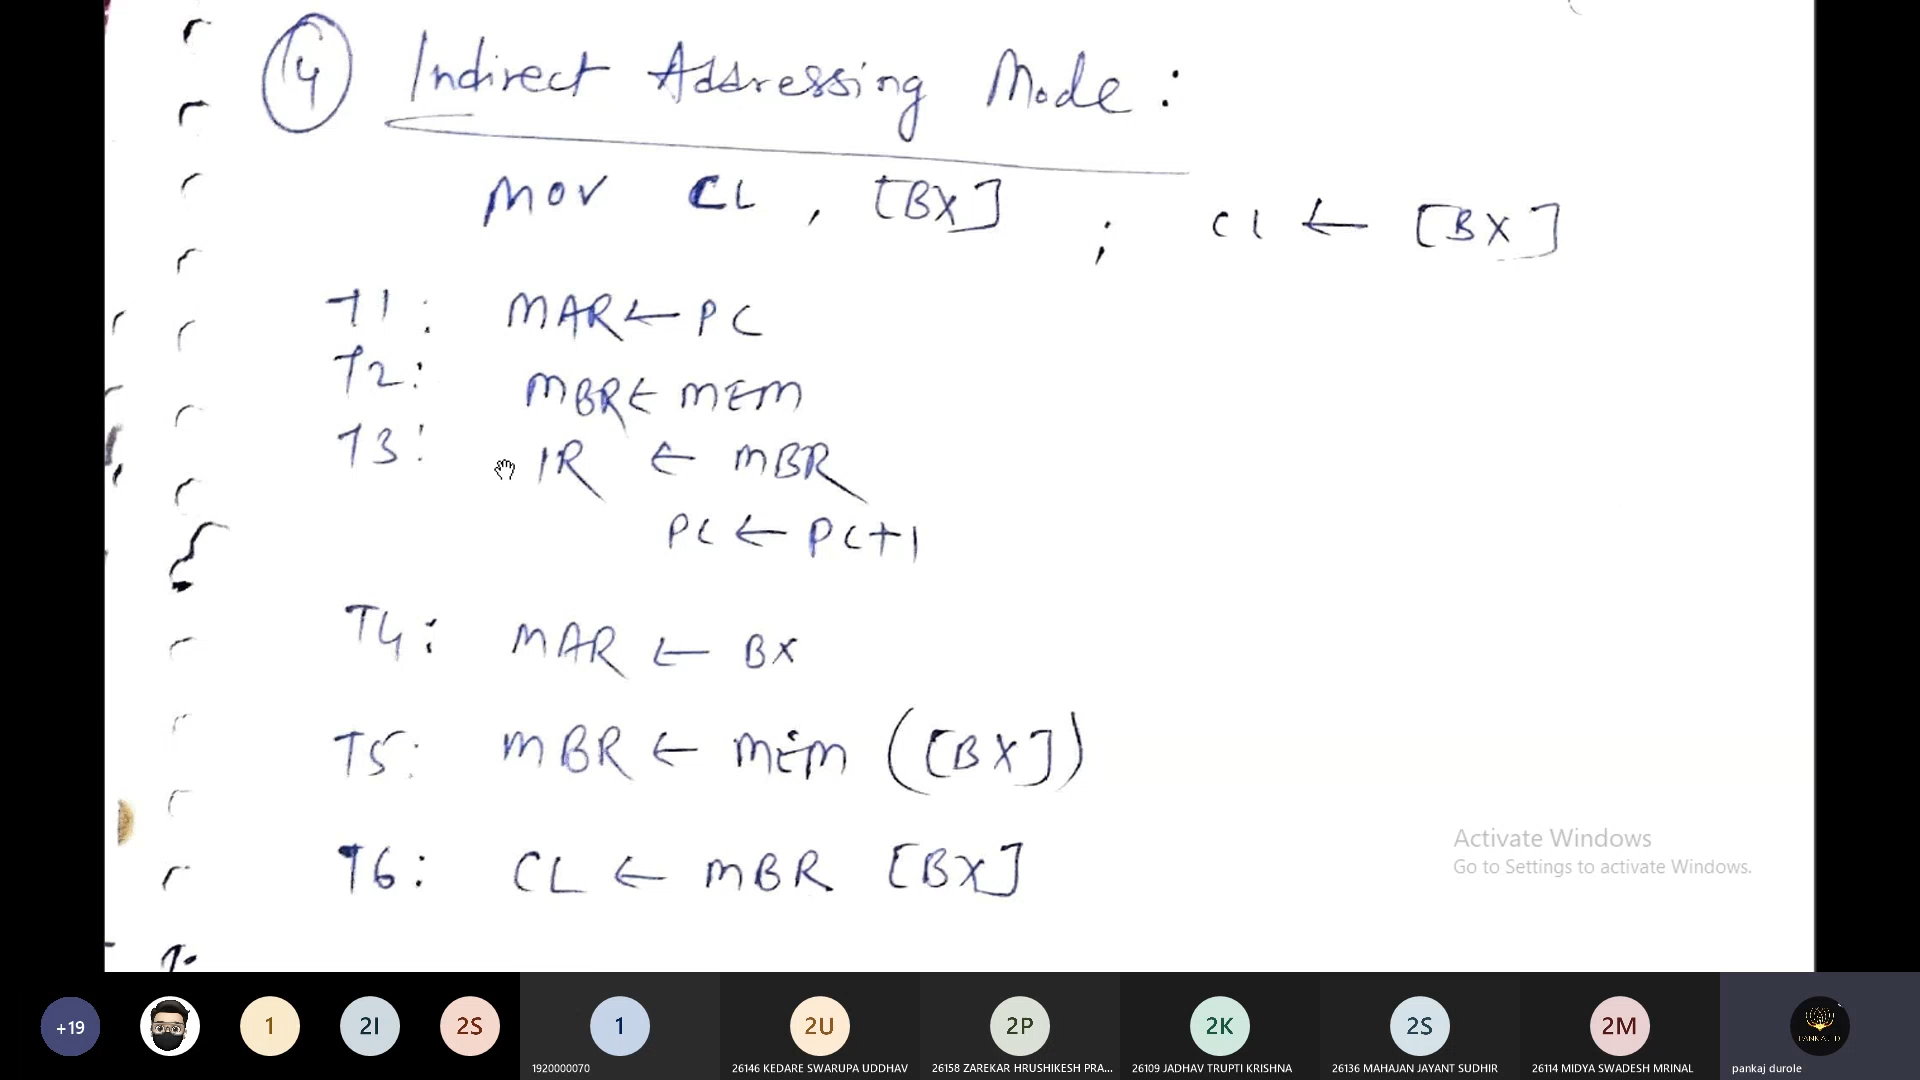 4 Indirect Addressing Mode :
MOV CL , [BX] ; CL ← [BX]
T1 : MAR ← PC
T2 : MBR ← MEM
T3 : IR ← MBR
PC ← PC+1
T4 : MAR ← BX
T5 : MBR ← MEM ([BX])
T6 : CL ← MBR [BX]
Activate Windows
Go to Settings to activate Windows.
+19 1 2I 2S 1 2U 2P 2K 2S 2M PANKAJ D
1920000070 26146 KEDARE SWARUPA UDDHAV 26158 ZAREKAR HRUSHIKESH PRA... 26109 JADHAV TRUPTI KRISHNA 26136 MAHAJAN JAYANT SUDHIR 26114 MIDYA SWADESH MRINAL pankaj durole